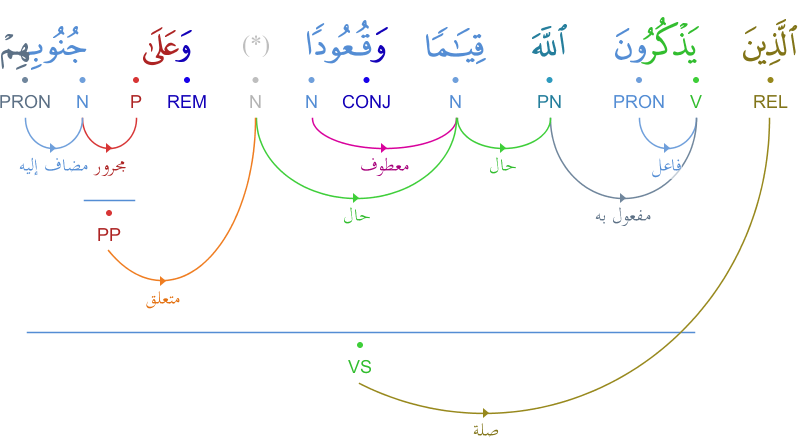 ٱلَّذِينَ يَذْكُرُونَ ٱللَّهَ قِيَـٰمًا وَقُعُودًا (*) وَعَلَىٰ جُنُوبِهِمْ
REL V PRON PN N CONJ N N REM P N PRON
فاعل حال معطوف مجرور مضاف إليه
مفعول به حال
PP
متعلق
VS
صلة